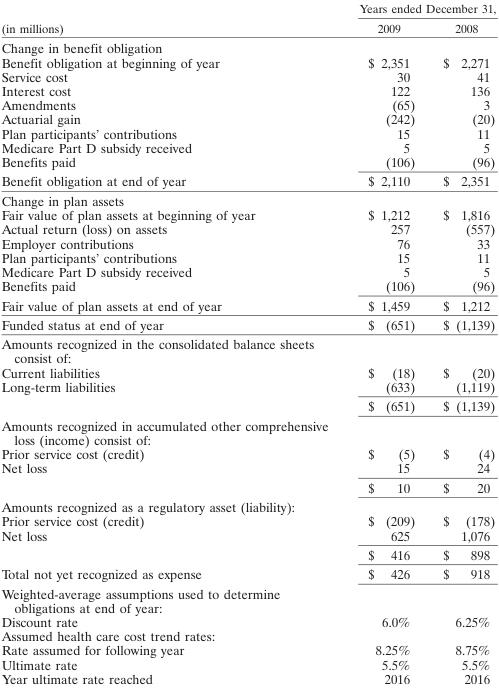 Years ended December 31,
(in millions) 2009 2008
Change in benefit obligation
Benefit obligation at beginning of year $ 2,351 $ 2,271
Service cost 30 41
Interest cost 122 136
Amendments (65) 3
Actuarial gain (242) (20)
Plan participants' contributions 15 11
Medicare Part D subsidy received 5 5
Benefits paid (106) (96)
Benefit obligation at end of year $ 2,110 $ 2,351
Change in plan assets
Fair value of plan assets at beginning of year $ 1,212 $ 1,816
Actual return (loss) on assets 257 (557)
Employer contributions 76 33
Plan participants' contributions 15 11
Medicare Part D subsidy received 5 5
Benefits paid (106) (96)
Fair value of plan assets at end of year $ 1,459 $ 1,212
Funded status at end of year $ (651) $ (1,139)
Amounts recognized in the consolidated balance sheets
consist of:
Current liabilities $ (18) $ (20)
Long-term liabilities (633) (1,119)
$ (651) $ (1,139)
Amounts recognized in accumulated other comprehensive
loss (income) consist of:
Prior service cost (credit) $ (5) $ (4)
Net loss 15 24
$ 10 $ 20
Amounts recognized as a regulatory asset (liability):
Prior service cost (credit) $ (209) $ (178)
Net loss 625 1,076
$ 416 $ 898
Total not yet recognized as expense $ 426 $ 918
Weighted-average assumptions used to determine
obligations at end of year:
Discount rate 6.0% 6.25%
Assumed health care cost trend rates:
Rate assumed for following year 8.25% 8.75%
Ultimate rate 5.5% 5.5%
Year ultimate rate reached 2016 2016